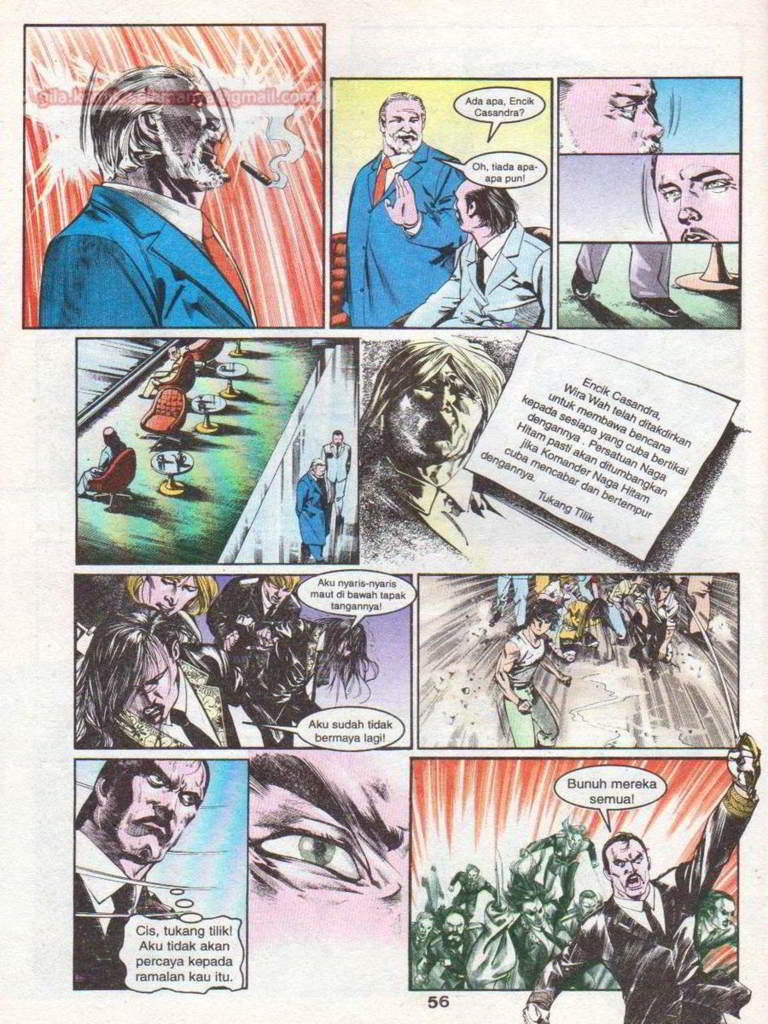 Ada apa, Encik
Casandra?
Oh, tiada apa-
apa pun!
Encik Casandra,
Wira Wah telah ditakdirkan
untuk membawa bencana
kepada sesiapa yang cuba bertikai
dengannya . Persatuan Naga
Hitam pasti akan ditumbangkan
jika Komander Naga Hitam
cuba mencabar dan bertempur
dengannya.
Tukang Tilik
Aku nyaris-nyaris
maut di bawah tapak
tangannya!
Aku sudah tidak
bermaya lagi!
Cis, tukang tilik!
Aku tidak akan
percaya kepada
ramalan kau itu.
Bunuh mereka
semua!
56